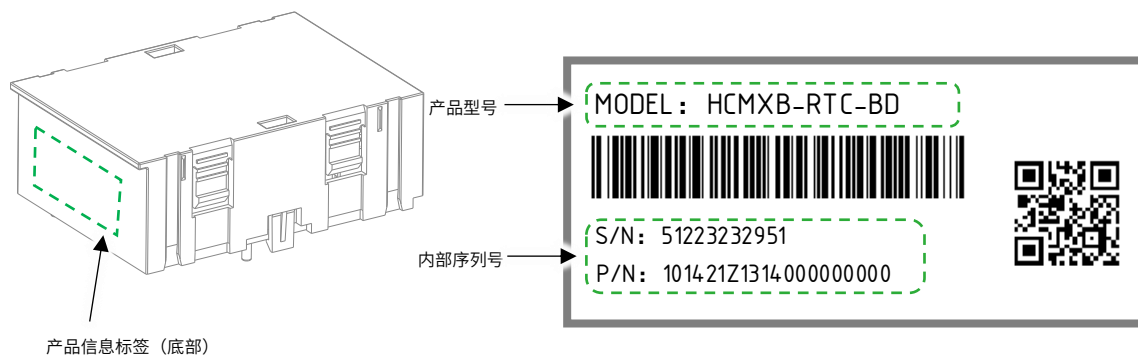 产品型号
MODEL： HCMXB-RTC-BD
S/N： 51223232951
内部序列号
P/N： 101421Z1314000000000
产品信息标签（底部）